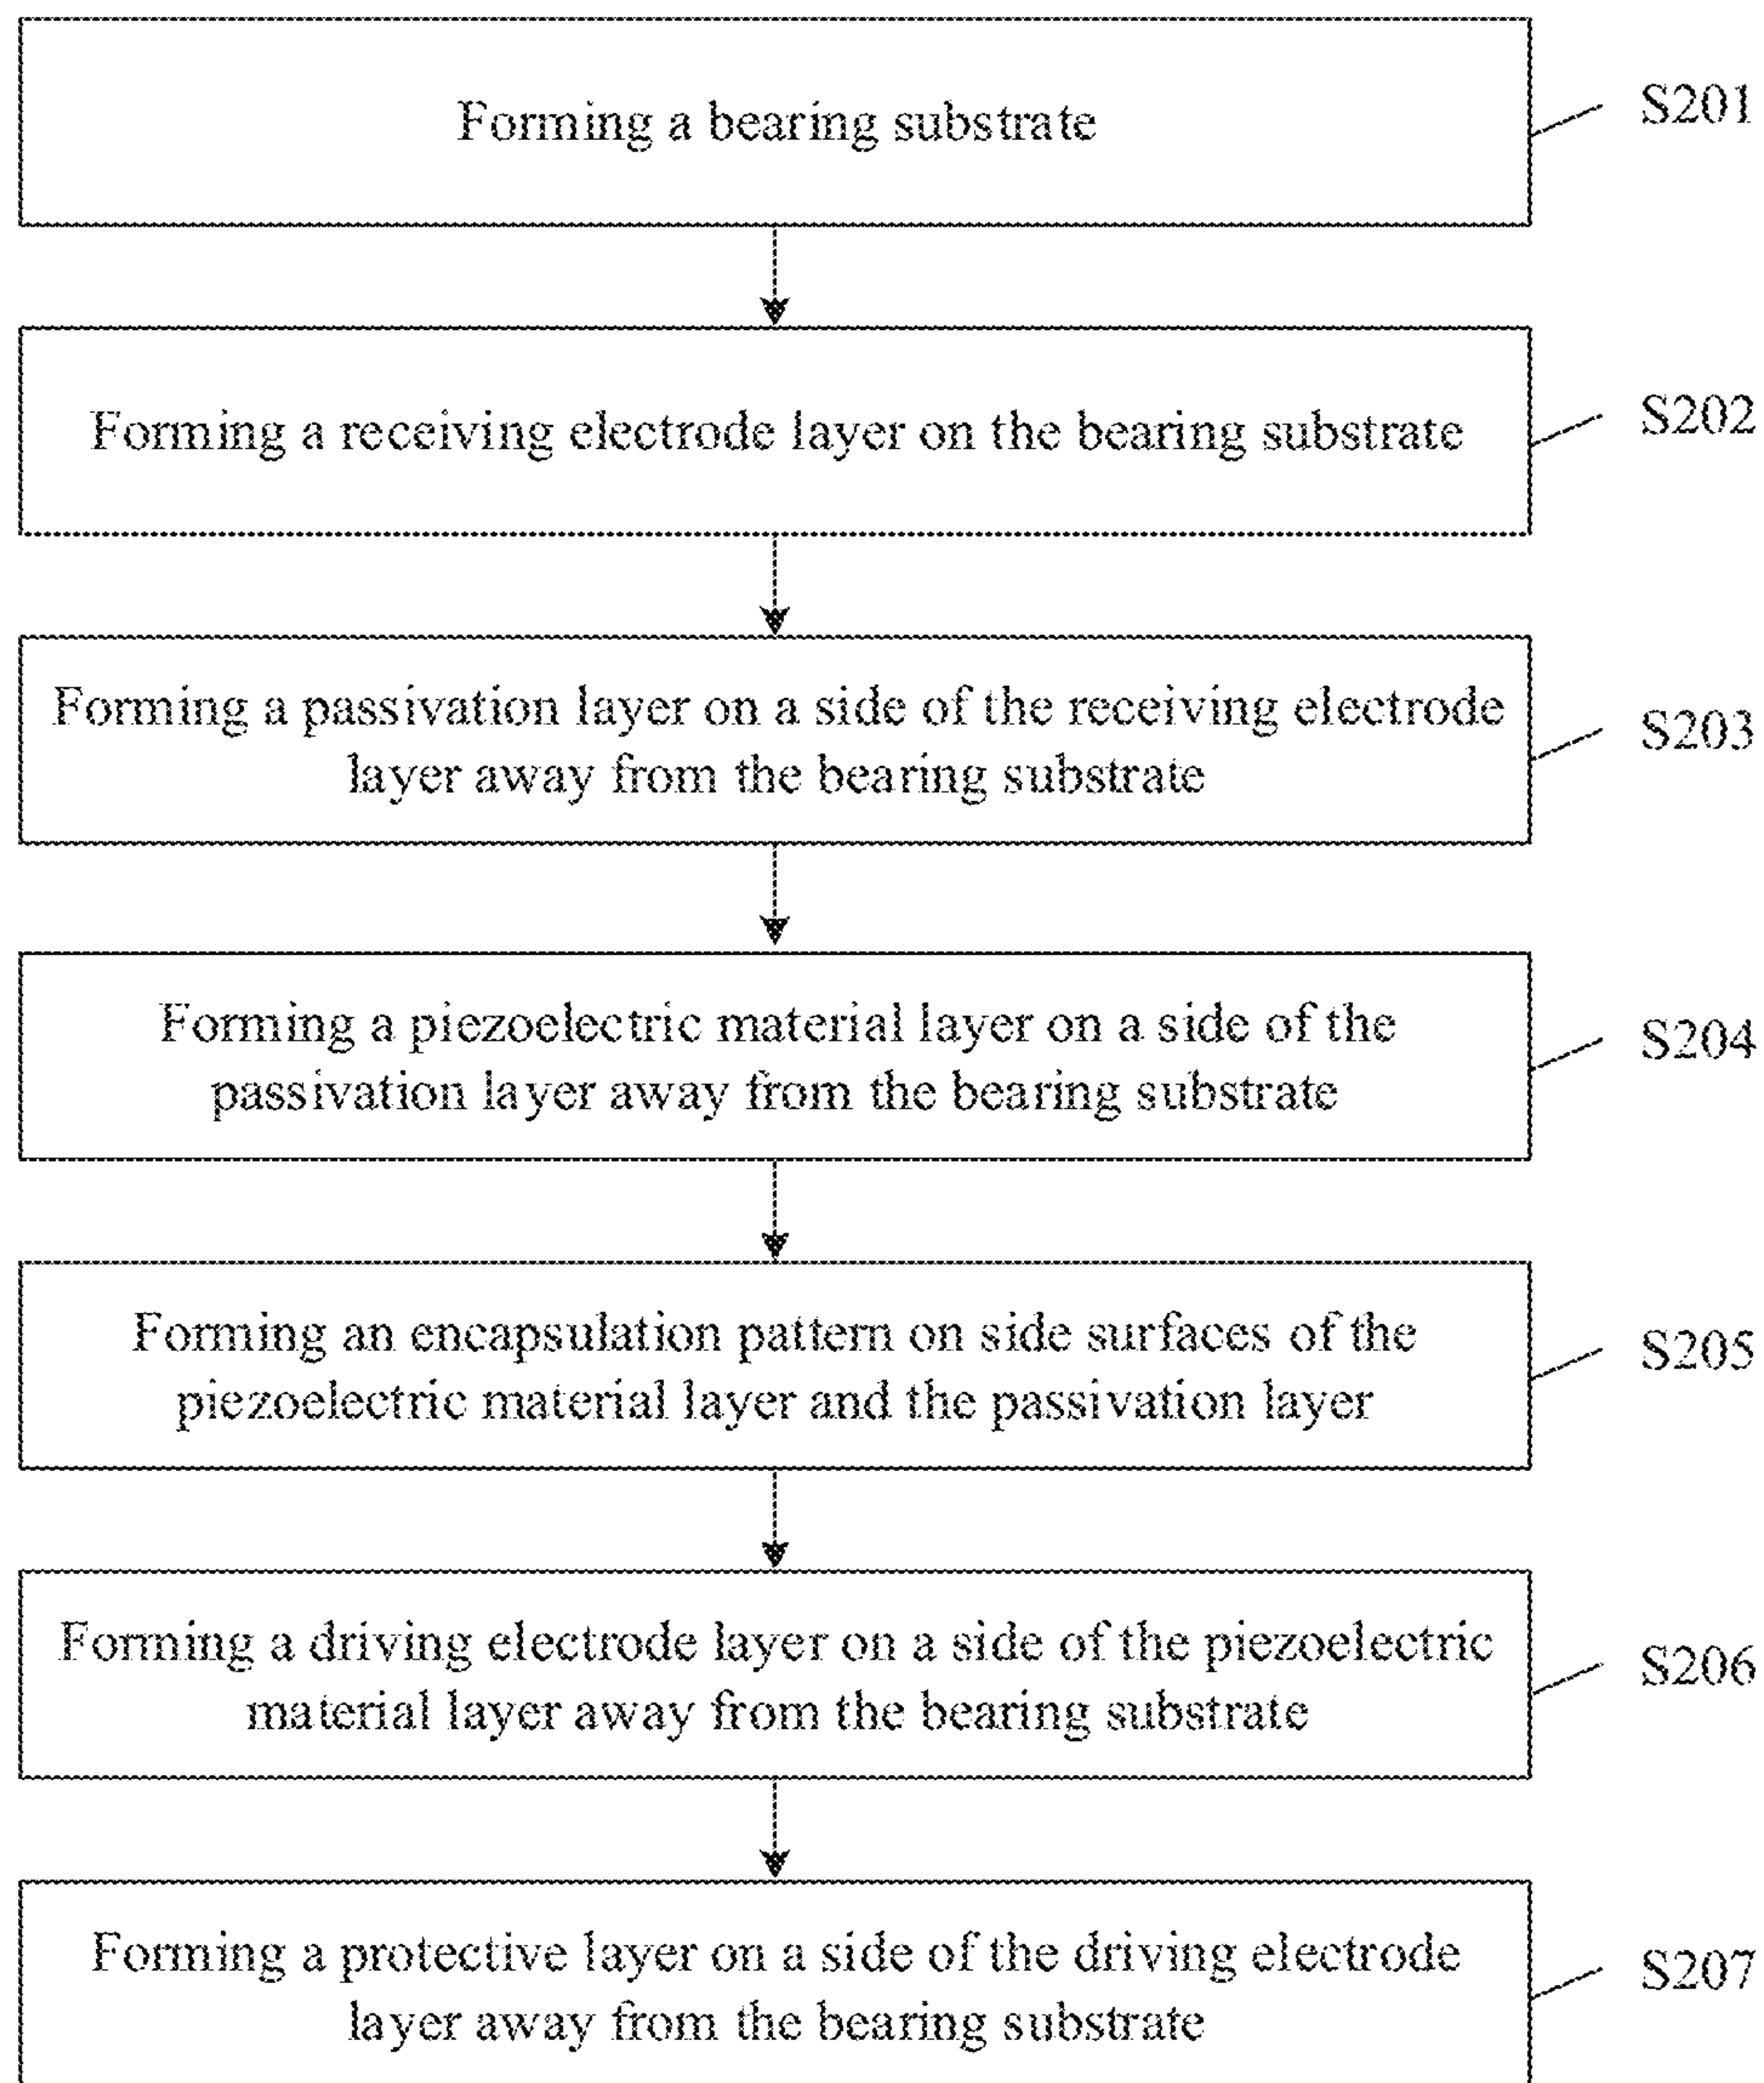 Forming a bearing substrate
S201
Forming a receiving electrode layer on the bearing substrate
S202
Forming a passivation layer on a side of the receiving electrode
layer away from the bearing substrate
S203
Forming a piezoelectric material layer on a side of the
passivation layer away from the bearing substrate
S204
Forming an encapsulation pattern on side surfaces of the
piezoelectric material layer and the passivation layer
S205
Forming a driving electrode layer on a side of the piezoelectric
material layer away from the bearing substrate
S206
Forming a protective layer on a side of the driving electrode
layer away from the bearing substrate
S207